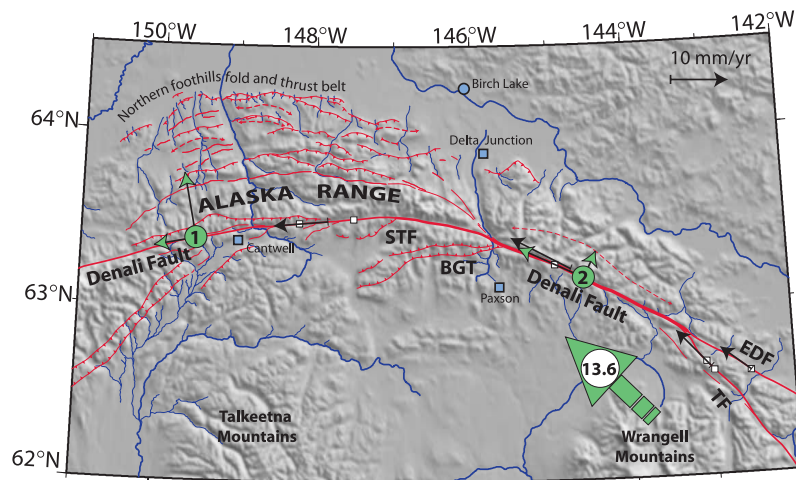 150°W
148°W
146°W
144°W
142°W
10 mm/yr
Northern foothills fold and thrust belt
Birch Lake
64°N
Delta Junction
ALASKA RANGE
1
Cantwell
STF
Denali Fault
BGT
2
Denali Fault
63°N
Paxson
EDF
13.6
TF
Talkeetna
Mountains
Wrangell
Mountains
62°N